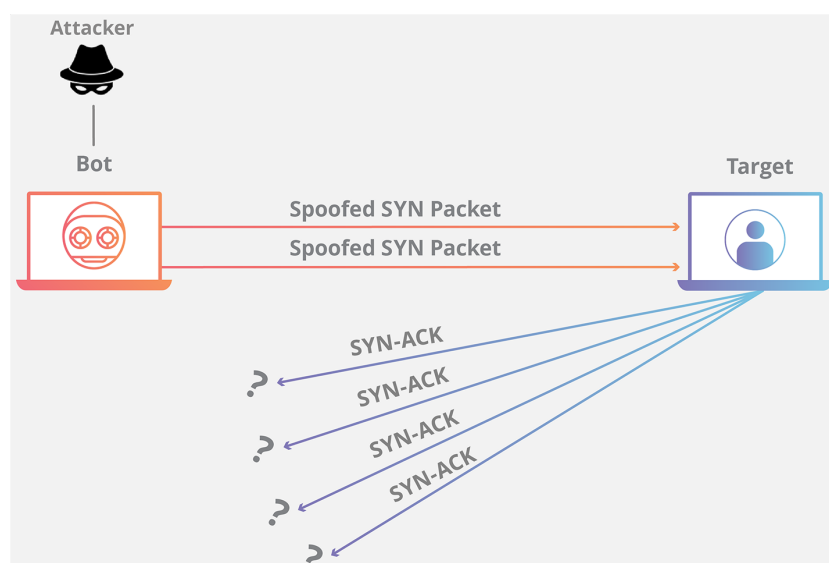 Attacker
Bot
Target
Spoofed SYN Packet
Spoofed SYN Packet
SYN-ACK
?
SYN-ACK
?
SYN-ACK
?
SYN-ACK
?